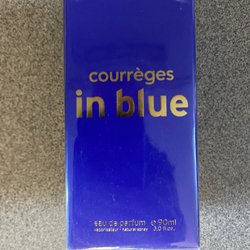 courrèges
in blue
eau de parfum ℮ 90ml
vaporisateur - natural spray 3.0 fl.oz.